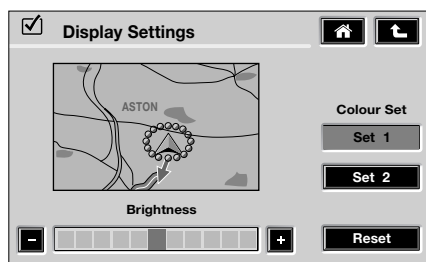 Display Settings
ASTON
Colour Set
Set 1
Set 2
Brightness
- +
Reset